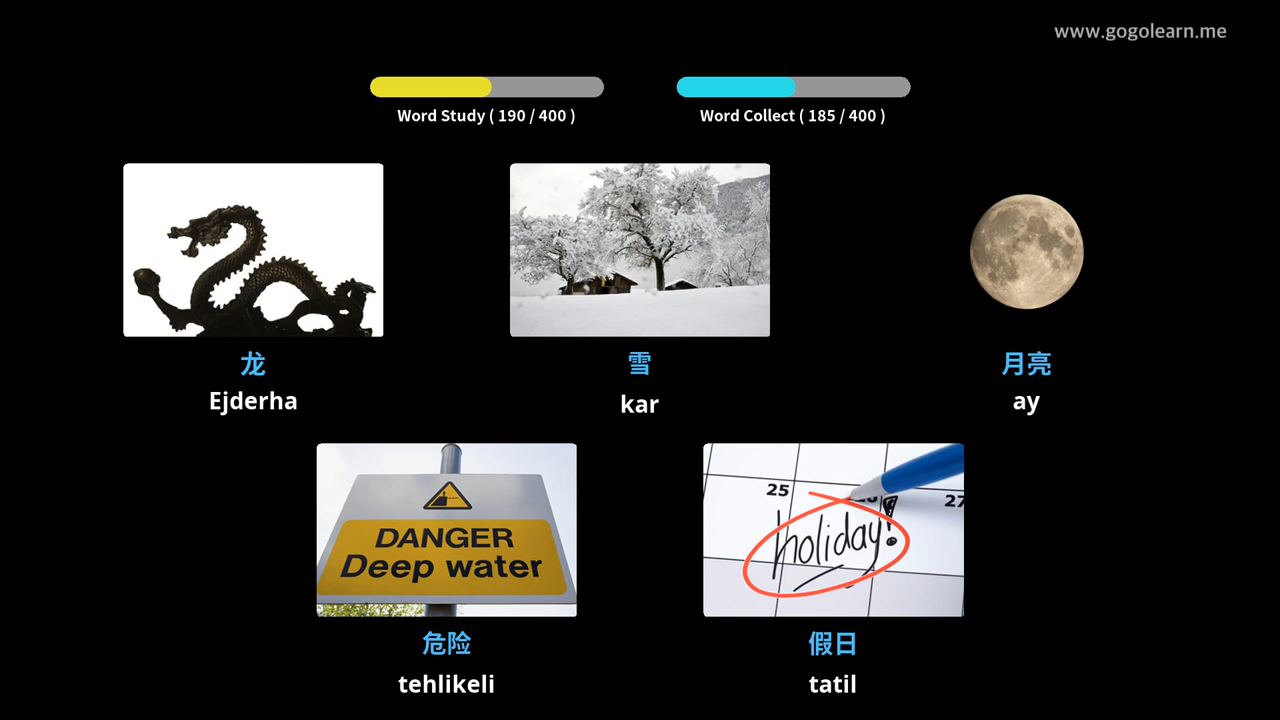 www.gogolearn.me
Word Study ( 190 / 400 )
Word Collect ( 185 / 400 )
龙
Ejderha
雪
kar
月亮
ay
DANGER
Deep water
危险
tehlikeli
25
27
holiday!
假日
tatil